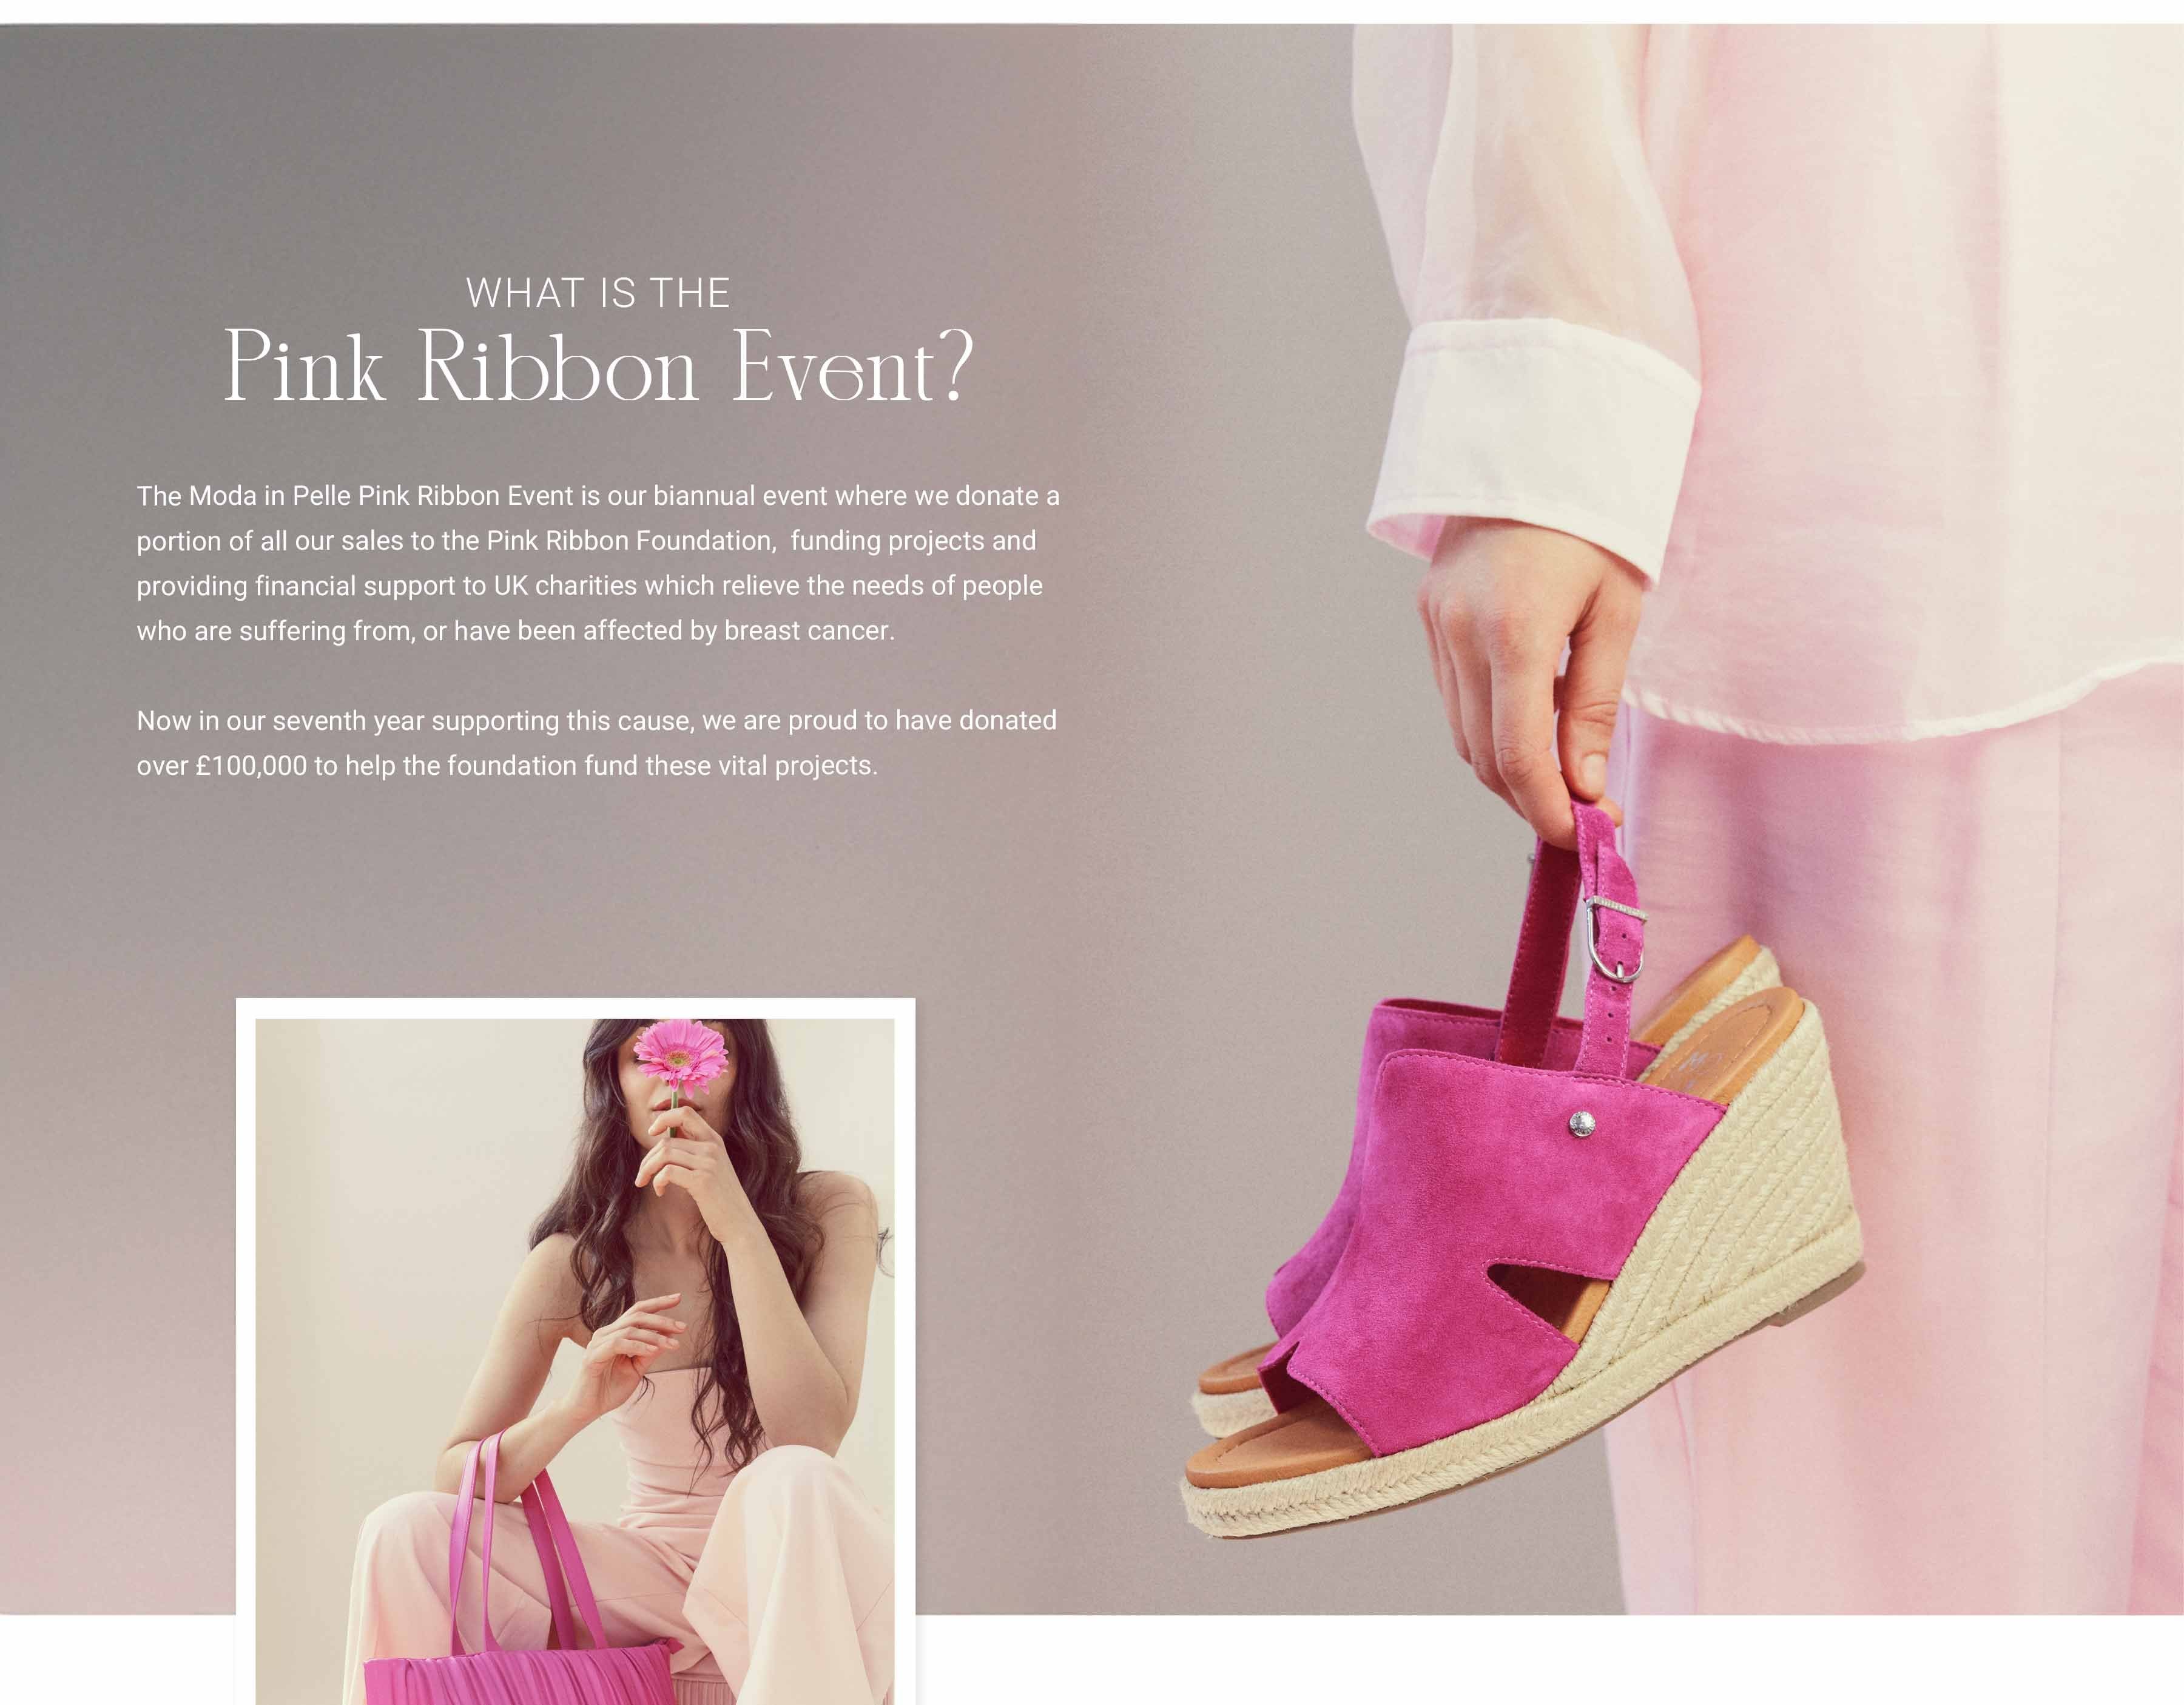 WHAT IS THE
Pink Ribbon Event?
The Moda in Pelle Pink Ribbon Event is our biannual event where we donate a
portion of all our sales to the Pink Ribbon Foundation,  funding projects and
providing financial support to UK charities which relieve the needs of people
who are suffering from, or have been affected by breast cancer.
Now in our seventh year supporting this cause, we are proud to have donated
over £100,000 to help the foundation fund these vital projects.